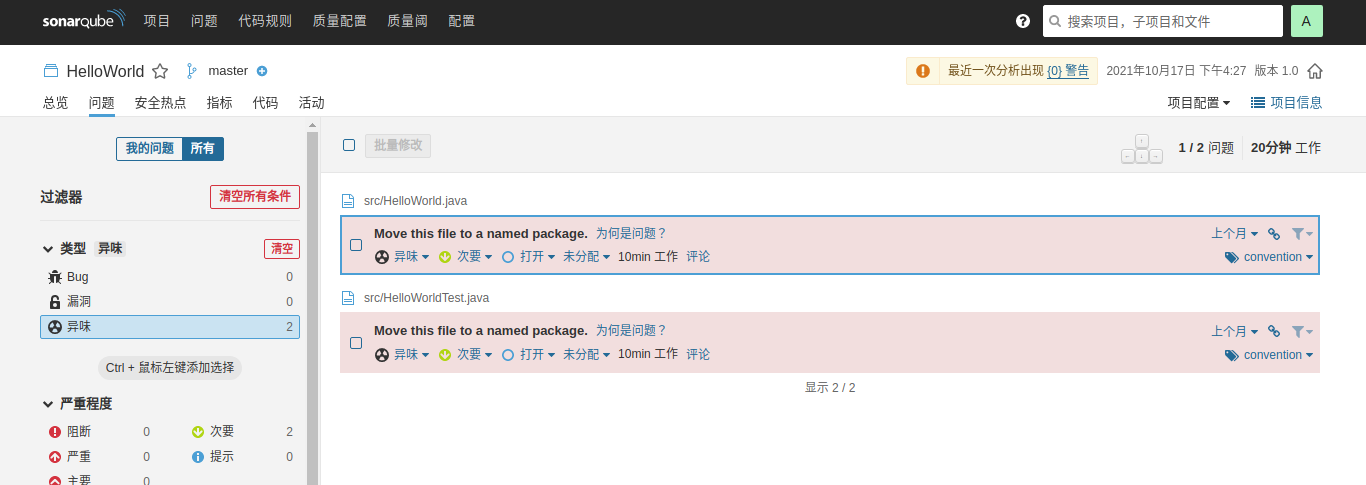 sonarqube 项目 问题 代码规则 质量配置 质量阈 配置 ? 搜索项目，子项目和文件 A
HelloWorld master 最近一次分析出现 {0} 警告 2021年10月17日 下午4:27 版本 1.0
总览 问题 安全热点 指标 代码 活动 项目配置 项目信息
我的问题 所有 批量修改 1 / 2 问题 20分钟 工作
过滤器 清空所有条件
类型 异味 清空
Bug 0
漏洞 0
异味 2
Ctrl + 鼠标左键添加选择
严重程度
阻断 0 次要 2
严重 0 提示 0
主要 0
src/HelloWorld.java
Move this file to a named package. 为何是问题？ 上个月
异味 次要 打开 未分配 10min 工作 评论 convention
src/HelloWorldTest.java
Move this file to a named package. 为何是问题？ 上个月
异味 次要 打开 未分配 10min 工作 评论 convention
显示 2 / 2